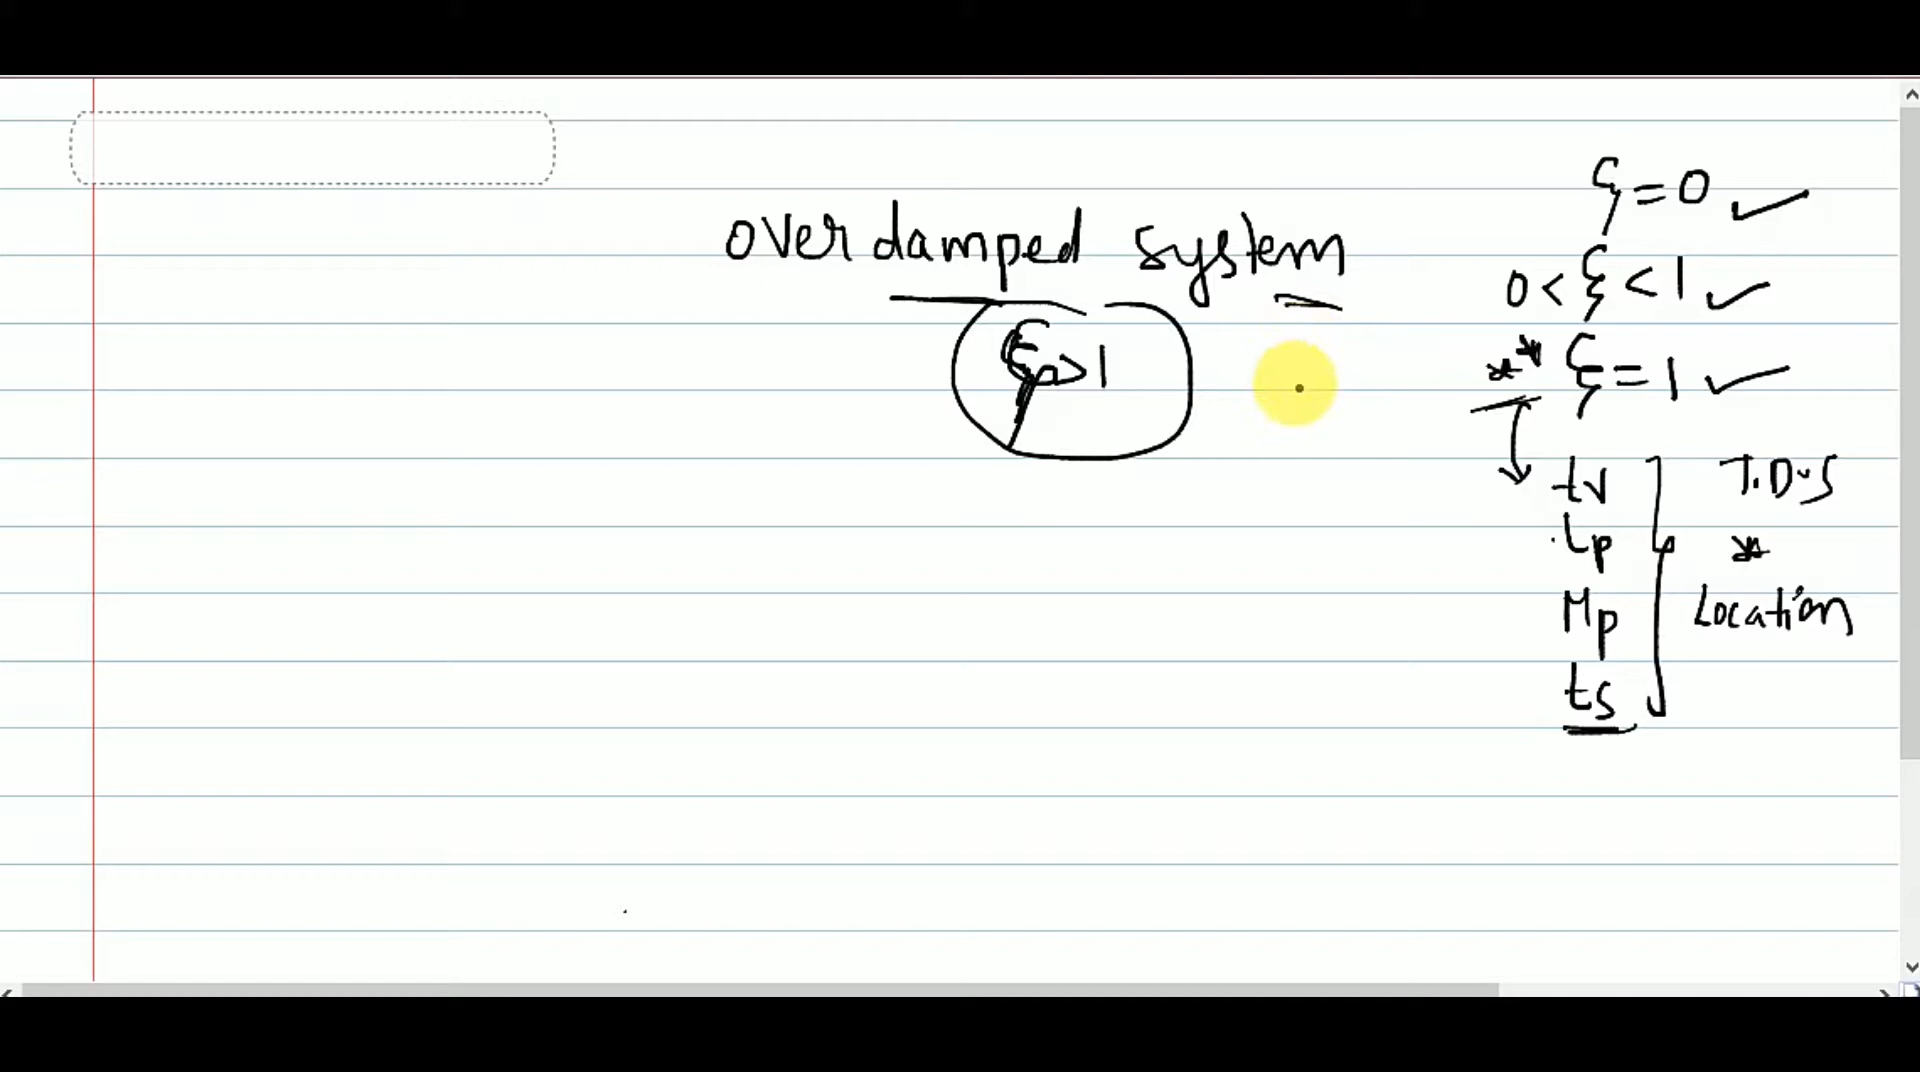 over damped system
ξ > 1
ξ = 0 ✓
0 < ξ < 1 ✓
** ξ = 1 ✓
tr
tp
Mp
ts
T.D.S
*
Location